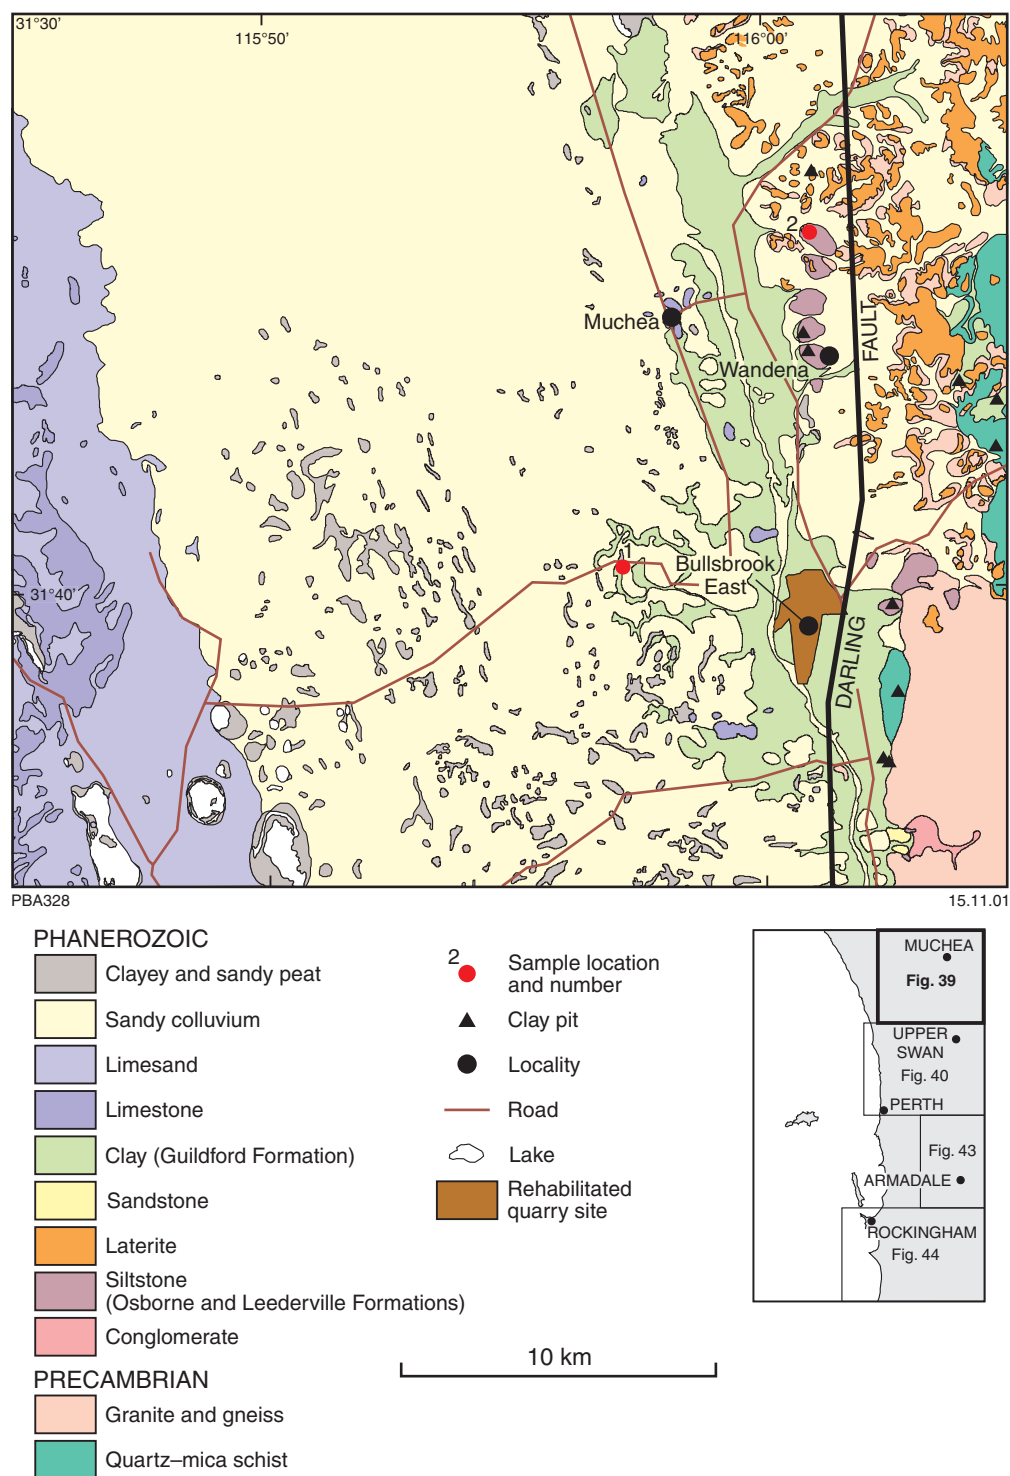 31°30'
115°50'
116°00'
2
Muchea
Wandena
FAULT
1
Bullsbrook
East
31°40'
DARLING
PBA328
15.11.01
PHANEROZOIC
Clayey and sandy peat
Sandy colluvium
Limesand
Limestone
Clay (Guildford Formation)
Sandstone
Laterite
Siltstone
(Osborne and Leederville Formations)
Conglomerate
PRECAMBRIAN
Granite and gneiss
Quartz–mica schist
2
Sample location
and number
Clay pit
Locality
Road
Lake
Rehabilitated
quarry site
10 km
MUCHEA
Fig. 39
UPPER
SWAN
Fig. 40
PERTH
Fig. 43
ARMADALE
ROCKINGHAM
Fig. 44